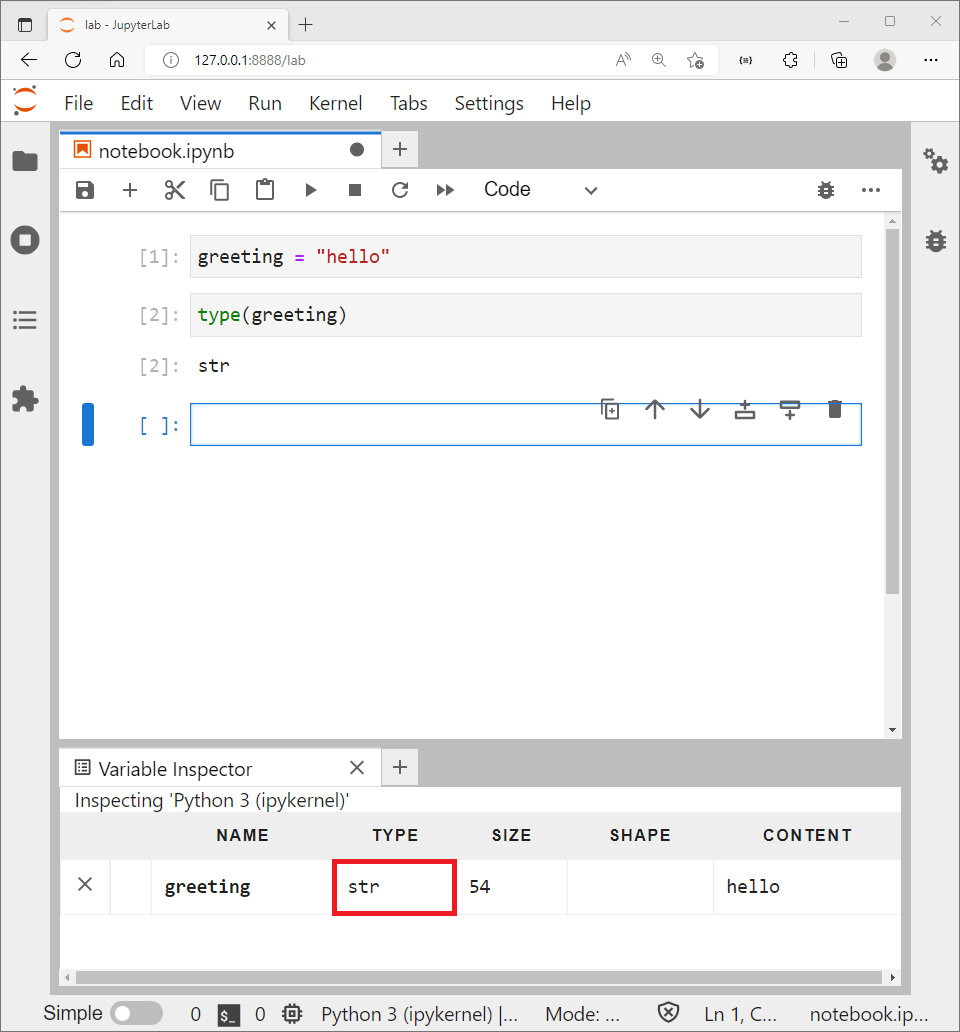 lab - JupyterLab
127.0.0.1:8888/lab
File Edit View Run Kernel Tabs Settings Help
notebook.ipynb
Code
[1]: greeting = "hello"
[2]: type(greeting)
[2]: str
[ ]:
Variable Inspector
Inspecting 'Python 3 (ipykernel)'
NAME TYPE SIZE SHAPE CONTENT
greeting str 54 hello
Simple 0 $_ 0 Python 3 (ipykernel) |... Mode: ... Ln 1, C... notebook.ip...